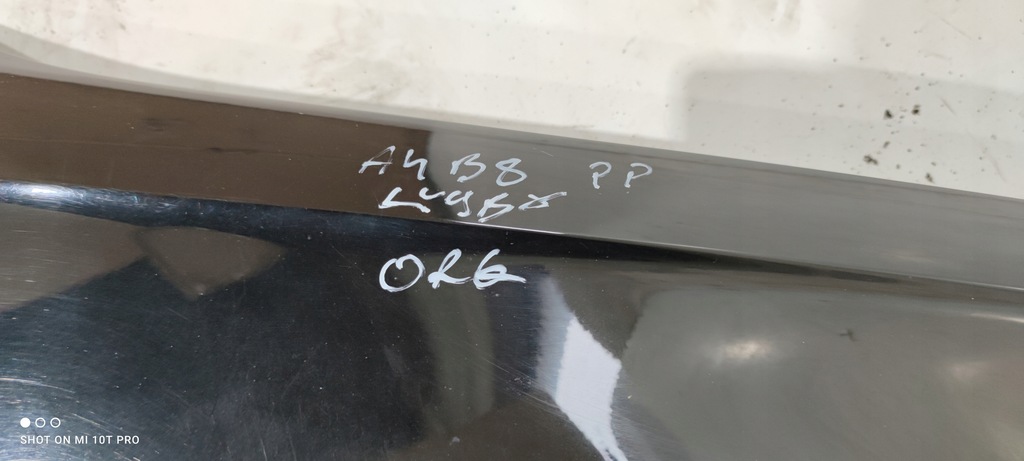 A4 B8 PP
ORG
SHOT ON MI 10T PRO